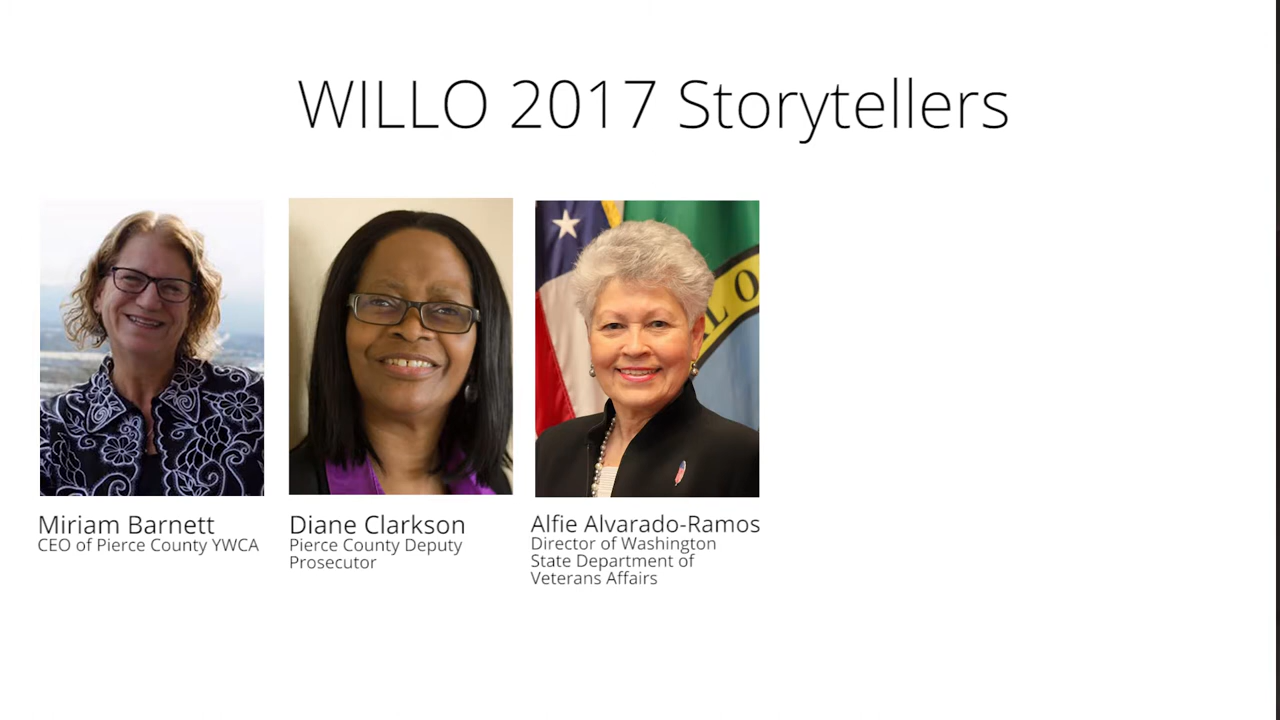 WILLO 2017 Storytellers
Miriam Barnett
CEO of Pierce County YWCA
Diane Clarkson
Pierce County Deputy
Prosecutor
Alfie Alvarado-Ramos
Director of Washington
State Department of
Veterans Affairs
AL O